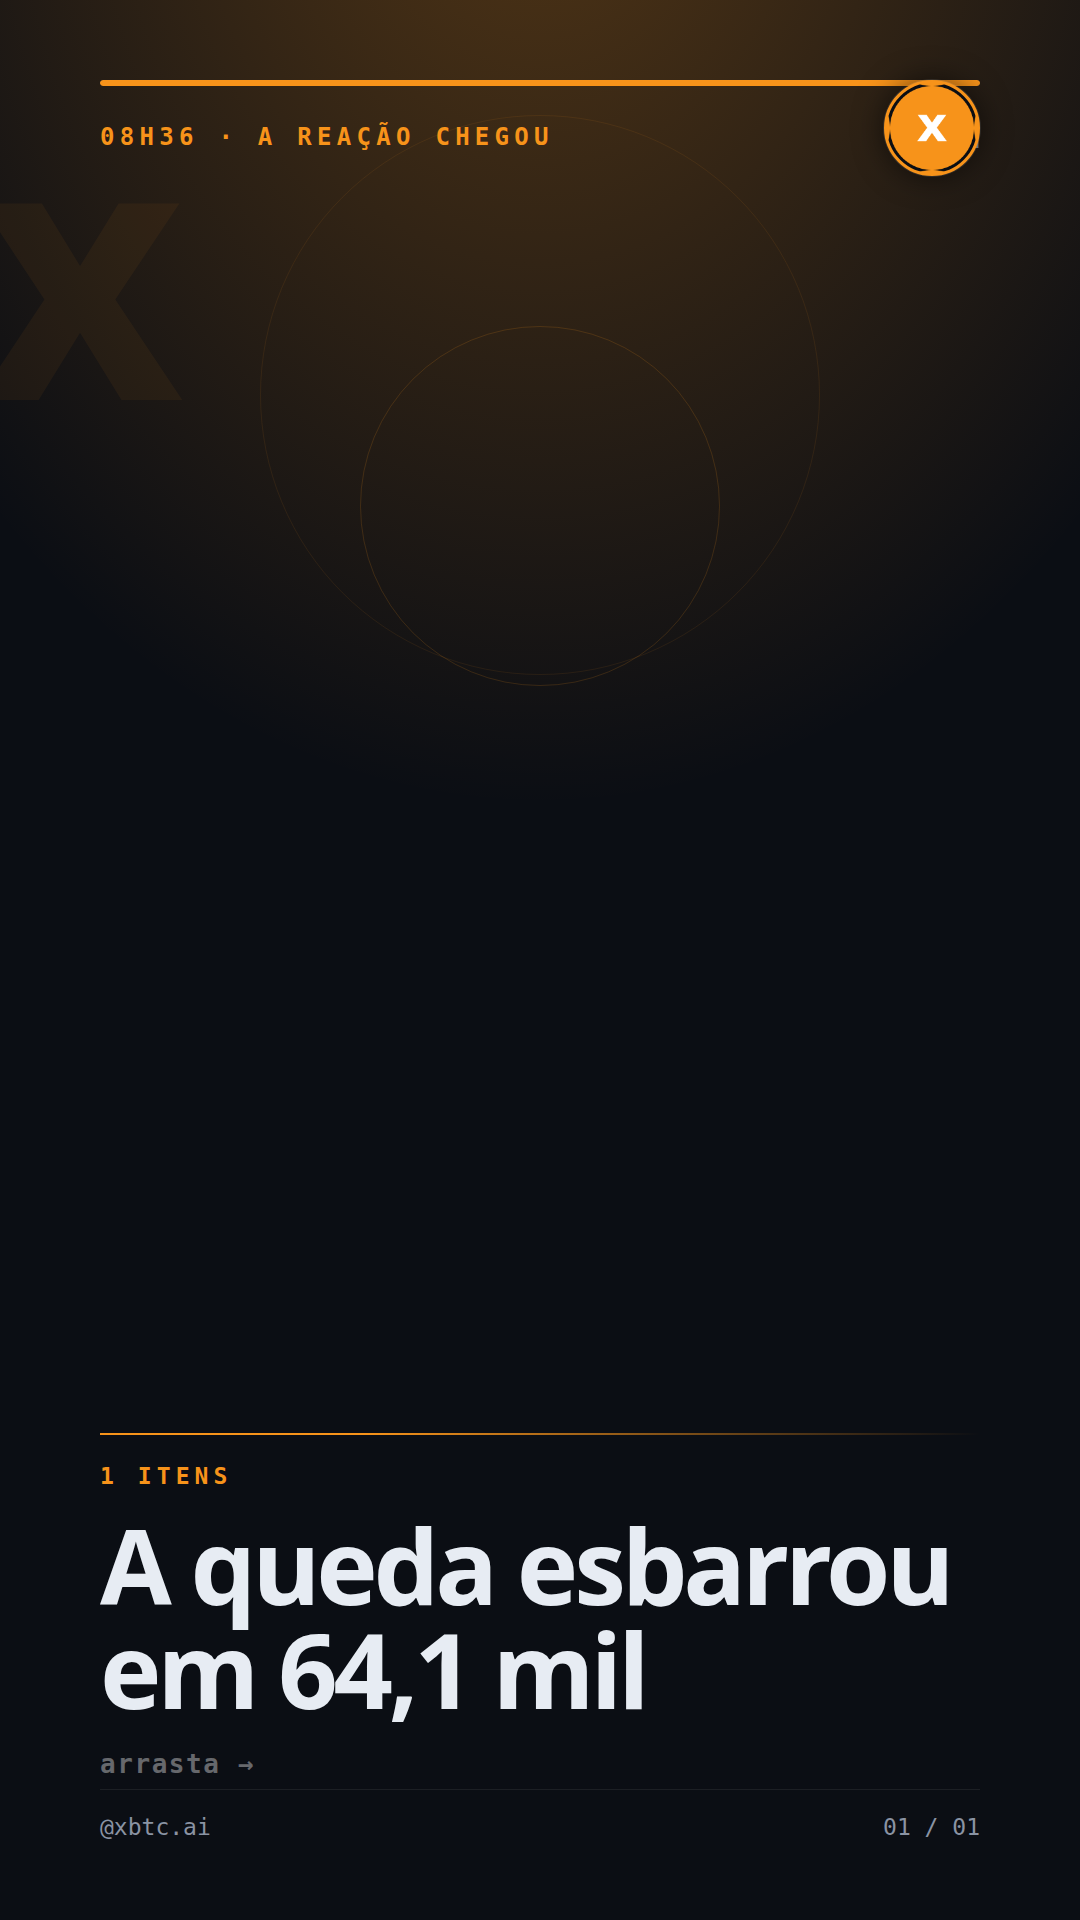 08H36 · A REAÇÃO CHEGOU
X
X
1 ITENS
A queda esbarrou
em 64,1 mil
arrasta →
@xbtc.ai
01 / 01